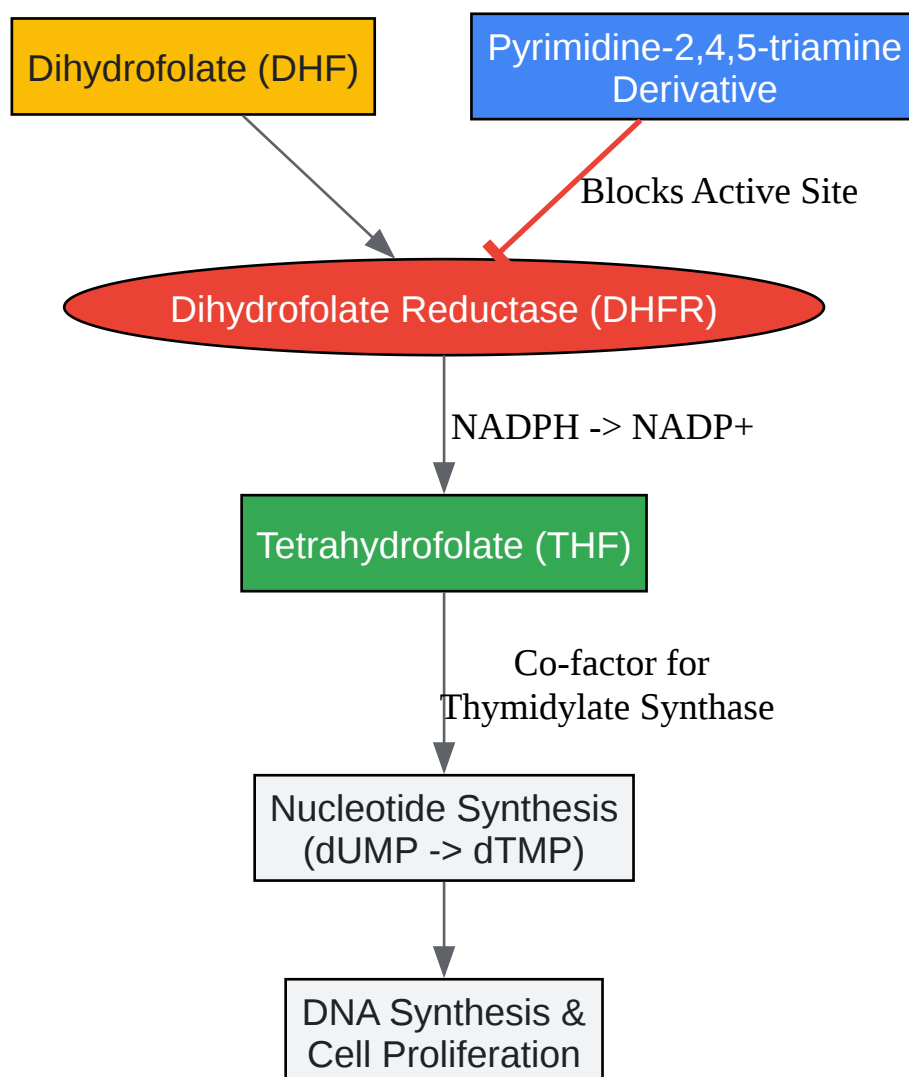 Dihydrofolate (DHF)
Pyrimidine-2,4,5-triamine
Derivative
Blocks Active Site
Dihydrofolate Reductase (DHFR)
NADPH -> NADP+
Tetrahydrofolate (THF)
Co-factor for
Thymidylate Synthase
Nucleotide Synthesis
(dUMP -> dTMP)
DNA Synthesis &
Cell Proliferation